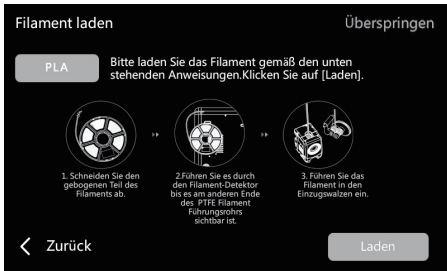 Filament laden
Überspringen
PLA
Bitte laden Sie das Filament gemäß den unten
stehenden Anweisungen.Klicken Sie auf [Laden].
1. Schneiden Sie den
gebogenen Teil des
Filaments ab.
2.Führen Sie es durch
den Filament-Detektor
bis es am anderen Ende
des PTFE Filament
Führungsrohrs
sichtbar ist.
3. Führen Sie das
Filament in den
Einzugswalzen ein.
Zurück
Laden